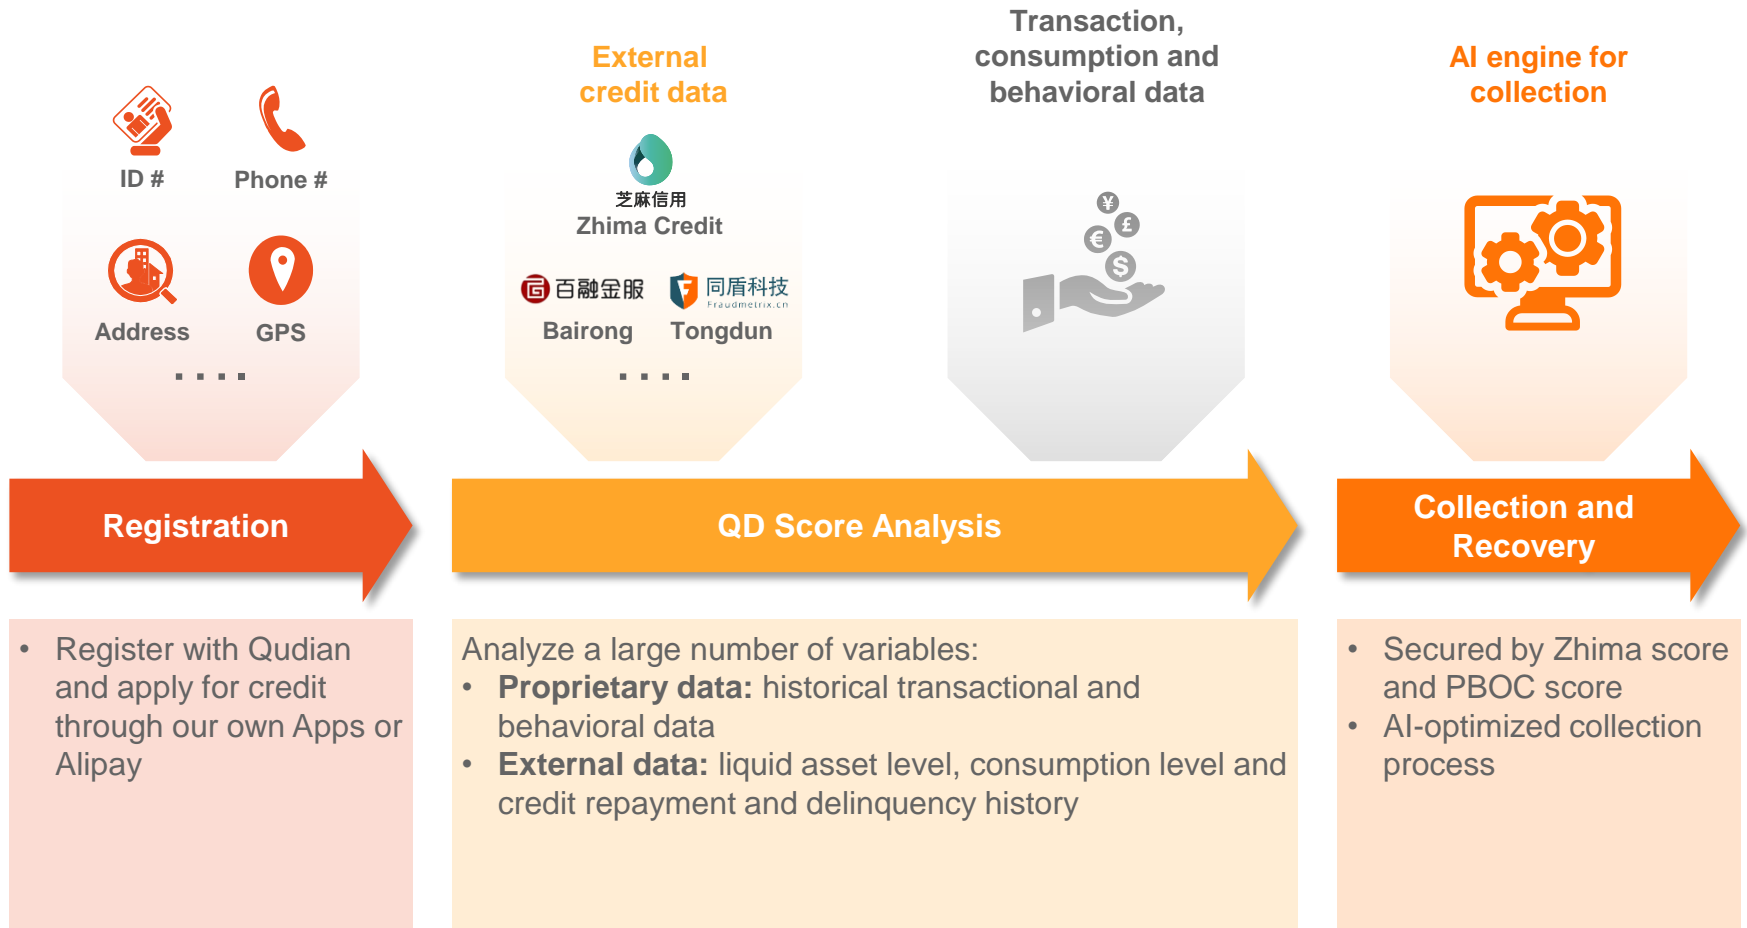 ID #
Phone #
Address
GPS
. . . .
External
credit data
芝麻信用
Zhima Credit
百融金服
同盾科技
Fraudmetrix.cn
Bairong
Tongdun
. . . .
Transaction,
consumption and
behavioral data
¥
£
€
$
AI engine for
collection
Registration
QD Score Analysis
Collection and
Recovery
• Register with Qudian
and apply for credit
through our own Apps or
Alipay
Analyze a large number of variables:
• Proprietary data: historical transactional and
behavioral data
• External data: liquid asset level, consumption level and
credit repayment and delinquency history
• Secured by Zhima score
and PBOC score
• AI-optimized collection
process